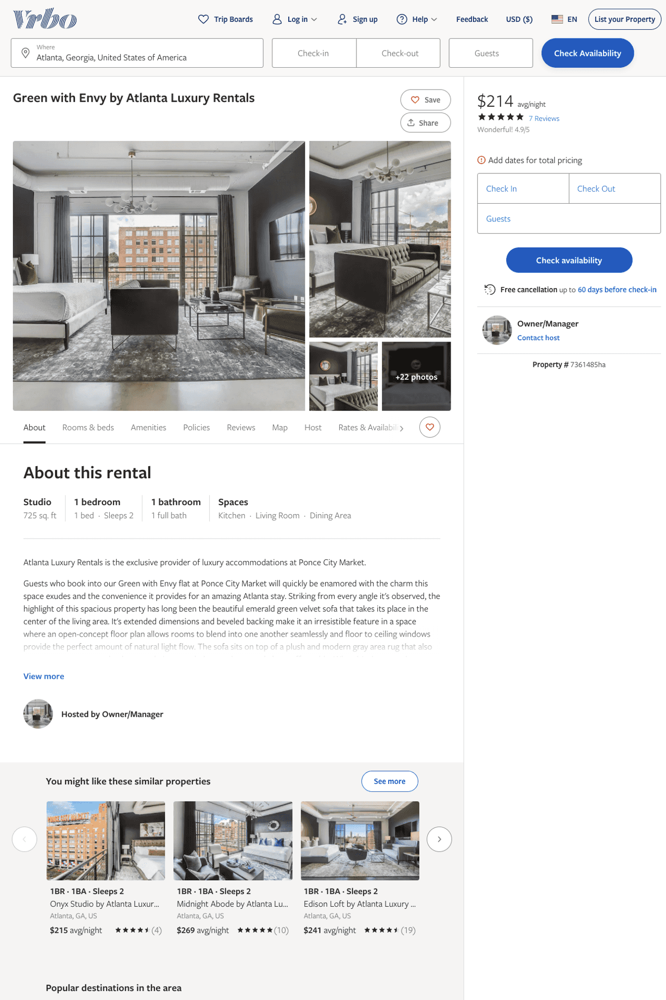 Vrbo
Trip Boards
Log in
Sign up
Help
Feedback
USD ($)
EN
List your Property
Where
Atlanta, Georgia, United States of America
Check-in
Check-out
Guests
Check Availability
Green with Envy by Atlanta Luxury Rentals
Save
Share
+22 photos
$214 avg/night
7 Reviews
Wonderful! 4.9/5
Add dates for total pricing
Check In
Check Out
Guests
Check availability
Free cancellation up to 60 days before check-in
Owner/Manager
Contact host
Property # 7361485ha
About
Rooms & beds
Amenities
Policies
Reviews
Map
Host
Rates & Availabili
About this rental
Studio
725 sq. ft
1 bedroom
1 bed · Sleeps 2
1 bathroom
1 full bath
Spaces
Kitchen · Living Room · Dining Area
Atlanta Luxury Rentals is the exclusive provider of luxury accommodations at Ponce City Market.
Guests who book into our Green with Envy flat at Ponce City Market will quickly be enamored with the charm this
space exudes and the convenience it provides for an amazing Atlanta stay. Striking from every angle it's observed, the
highlight of this spacious property has long been the beautiful emerald green velvet sofa that takes its place in the
center of the living area. It's extended dimensions and beveled backing make it an irresistible feature in a space
where an open-concept floor plan allows rooms to blend into one another seamlessly and floor to ceiling windows
provide the perfect amount of natural light flow. The sofa sits on top of a plush and modern gray area rug that also
View more
Hosted by Owner/Manager
You might like these similar properties
See more
PONCE CITY MARKET
1BR · 1BA · Sleeps 2
Onyx Studio by Atlanta Luxur...
Atlanta, GA, US
$215 avg/night
(4)
1BR · 1BA · Sleeps 2
Midnight Abode by Atlanta Lu...
Atlanta, GA, US
$269 avg/night
(10)
1BR · 1BA · Sleeps 2
Edison Loft by Atlanta Luxury ...
Atlanta, GA, US
$241 avg/night
(19)
Popular destinations in the area